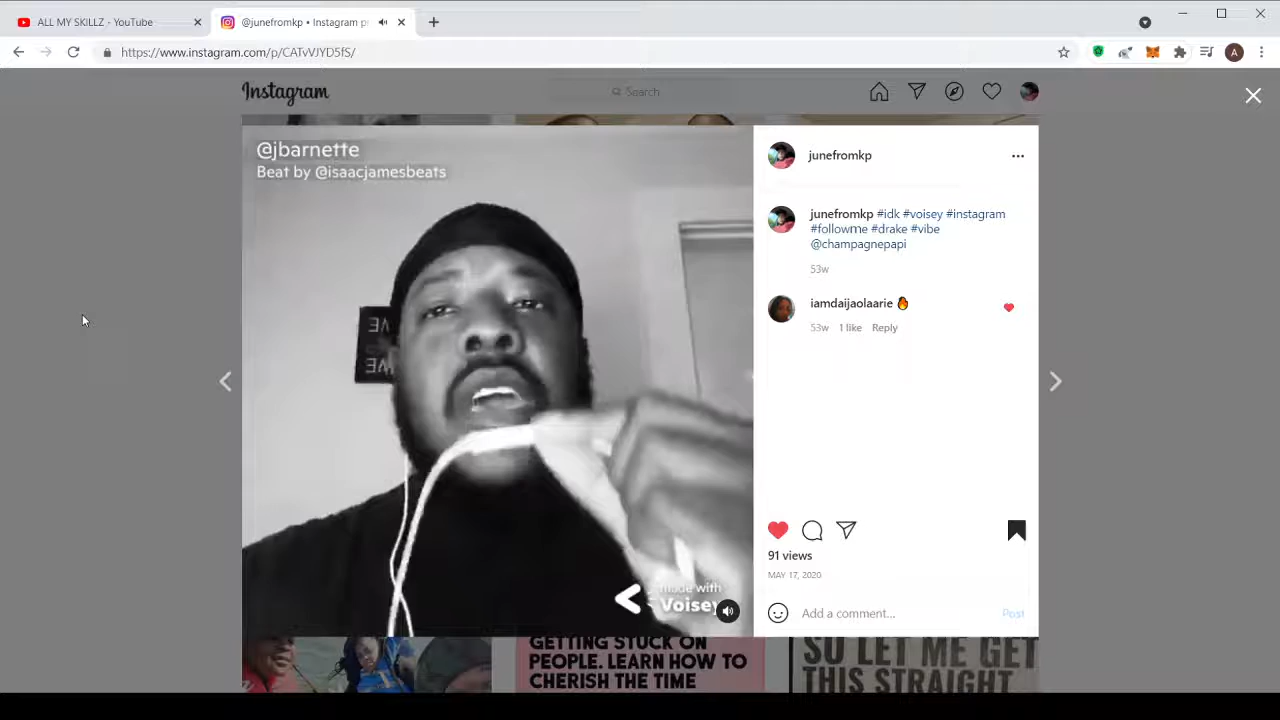 ALL MY SKILLZ - YouTube
@junefromkp • Instagram p
https://www.instagram.com/p/CATvVJYD5fS/
A
Instagram
Search
@jbarnette
Beat by @isaacjamesbeats
made with
Voisey
junefromkp
junefromkp #idk #voisey #instagram
#followme #drake #vibe
@champagnepapi
53w
iamdaijaolaarie
53w 1 like Reply
91 views
MAY 17, 2020
Add a comment... Post
GETTING STUCK ON
PEOPLE. LEARN HOW TO
CHERISH THE TIME
SO LET ME GET
THIS STRAIGHT